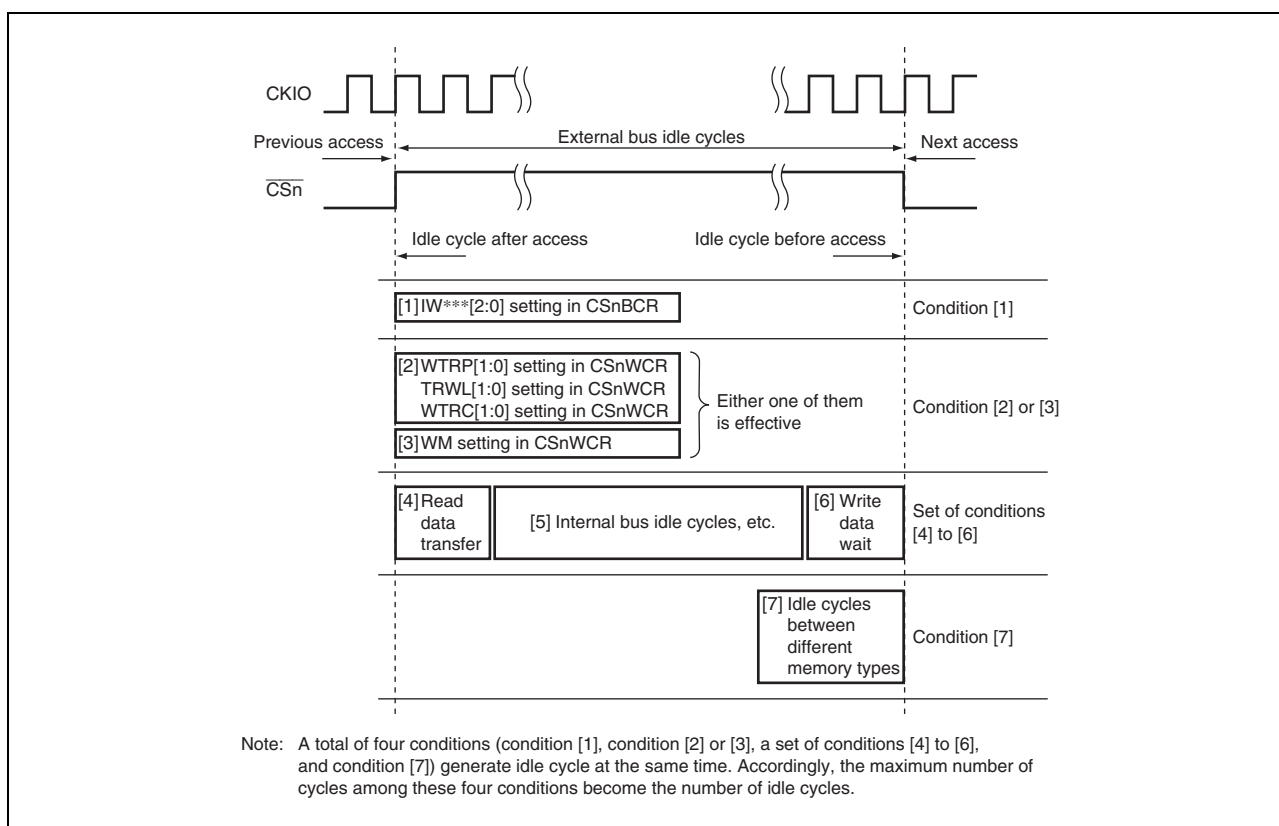 CKIO
Previous access
External bus idle cycles
Next access
CSn
Idle cycle after access
Idle cycle before access
[1]IW***[2:0] setting in CSnBCR
Condition [1]
[2]WTRP[1:0] setting in CSnWCR
TRWL[1:0] setting in CSnWCR
WTRC[1:0] setting in CSnWCR
[3]WM setting in CSnWCR
Either one of them
is effective
Condition [2] or [3]
[4]Read
data
transfer
[5] Internal bus idle cycles, etc.
[6] Write
data
wait
Set of conditions
[4] to [6]
[7] Idle cycles
between
different
memory types
Condition [7]
Note: A total of four conditions (condition [1], condition [2] or [3], a set of conditions [4] to [6],
and condition [7]) generate idle cycle at the same time. Accordingly, the maximum number of
cycles among these four conditions become the number of idle cycles.